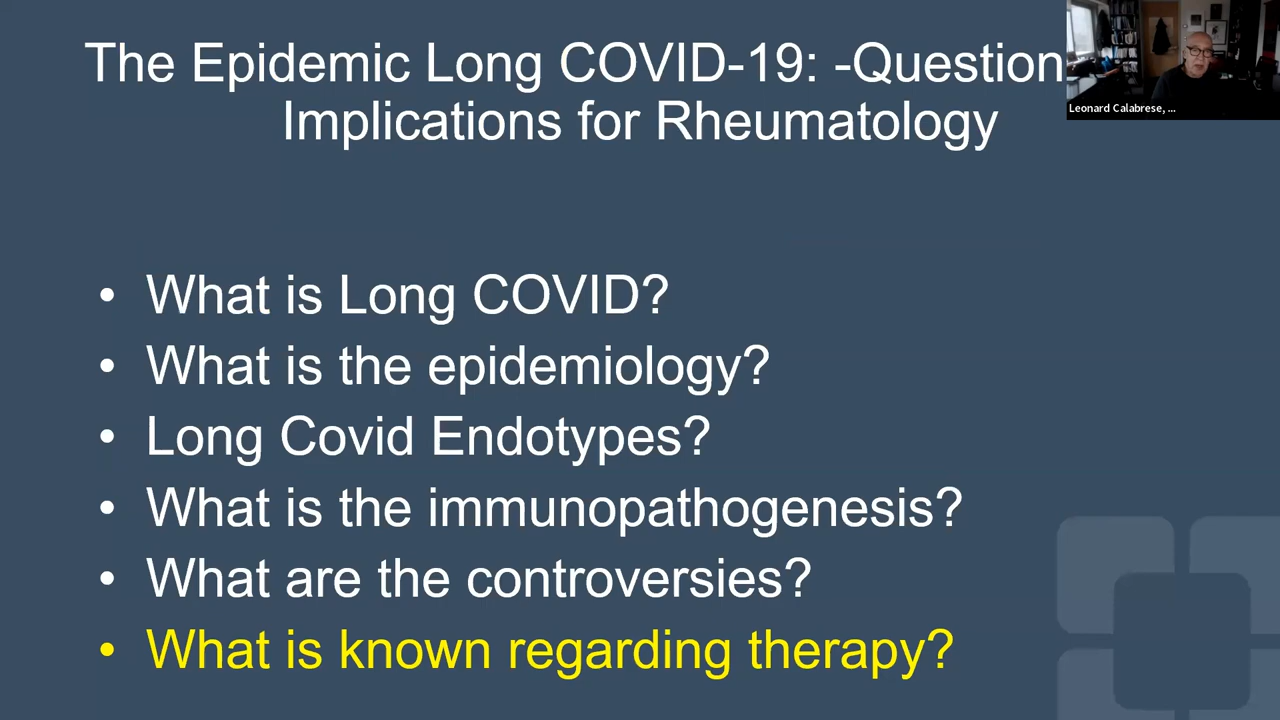 The Epidemic Long COVID-19: -Question
Implications for Rheumatology
Leonard Calabrese, ...
• What is Long COVID?
• What is the epidemiology?
• Long Covid Endotypes?
• What is the immunopathogenesis?
• What are the controversies?
• What is known regarding therapy?